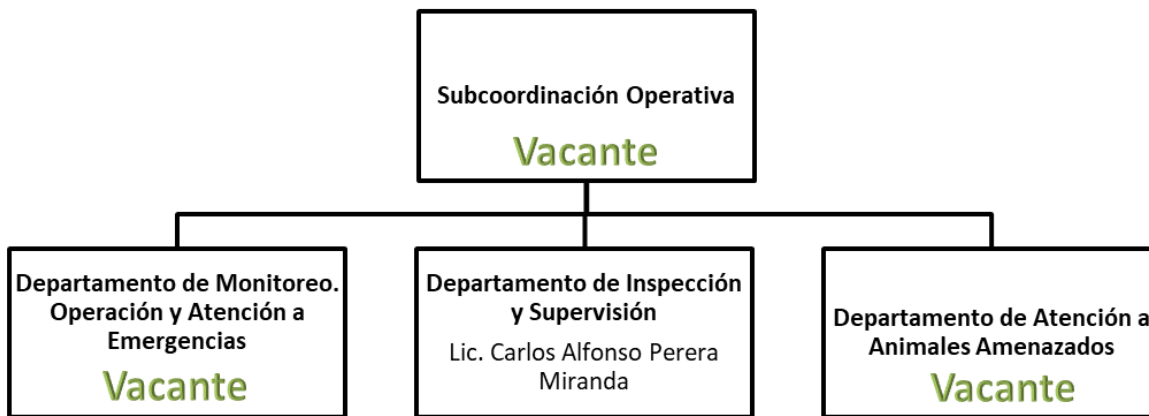 Subcoordinación Operativa
Vacante
Departamento de Monitoreo.
Operación y Atención a
Emergencias
Vacante
Departamento de Inspección
y Supervisión
Lic. Carlos Alfonso Perera
Miranda
Departamento de Atención a
Animales Amenazados
Vacante